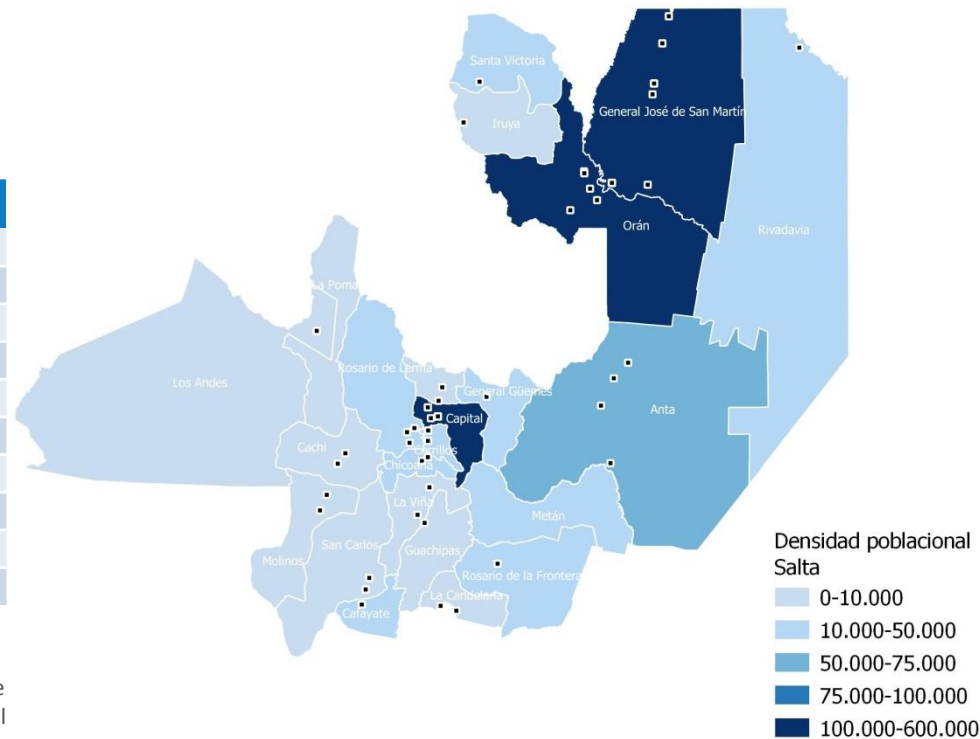 Santa Victoria
Iruya
General José de San Martín
Orán
Rivadavia
La Poma
Los Andes
Rosario de Lerma
General Güemes
Capital
Anta
Cachi
Cerrillos
Chicoana
La Viña
Metán
San Carlos
Guachipas
Molinos
Rosario de la Frontera
La Candelaria
Cafayate
Densidad poblacional
Salta
0-10.000
10.000-50.000
50.000-75.000
75.000-100.000
100.000-600.000
e
l